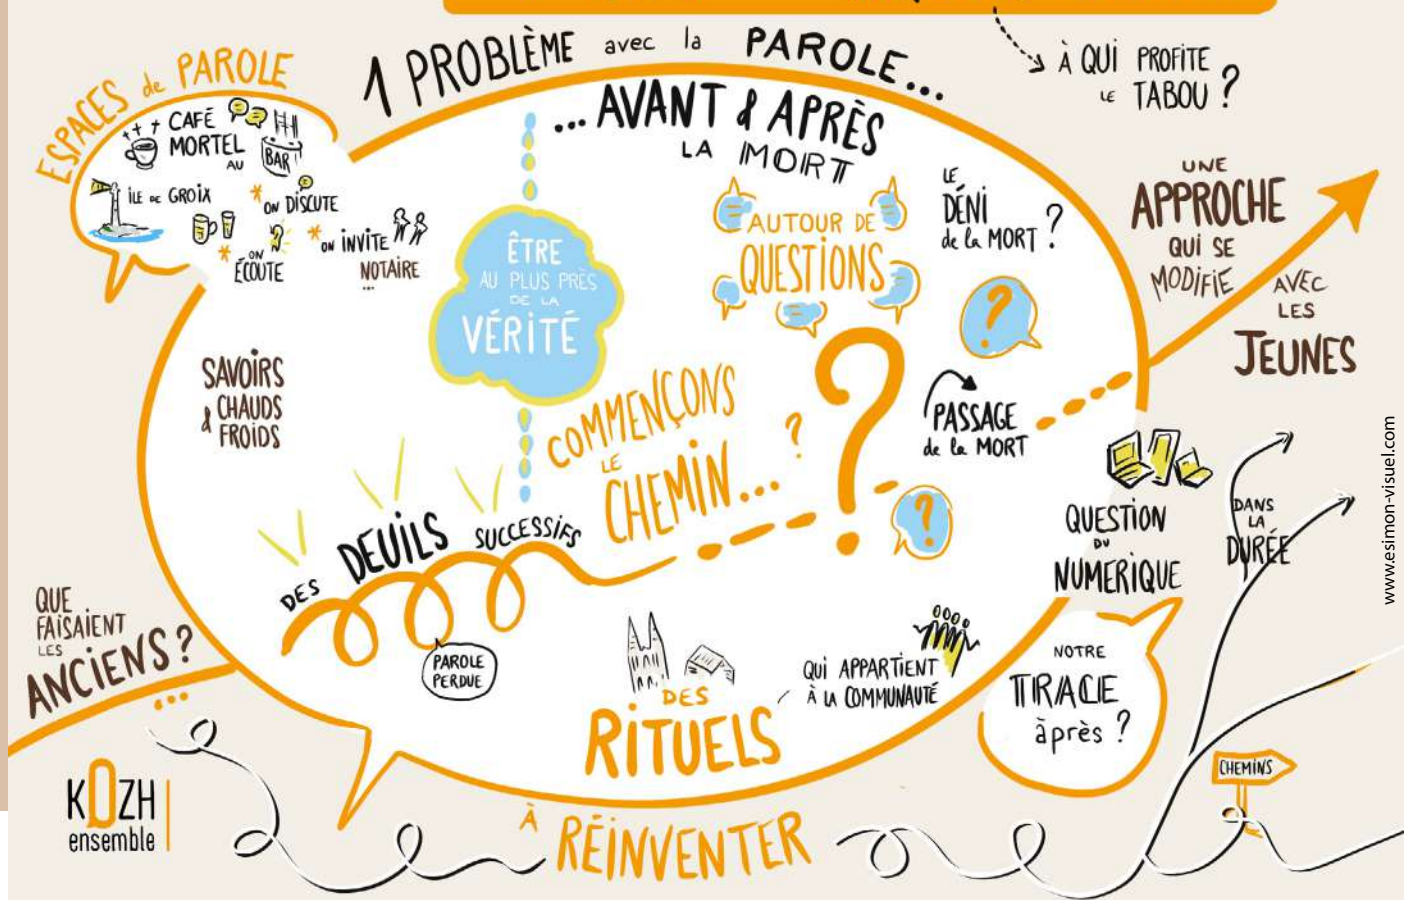 À QUI PROFITE
LE TABOU ?
1 PROBLÈME avec la PAROLE...
... AVANT & APRÈS
LA MORT
ESPACES de PAROLE
+++ CAFÉ
MORTEL
AU BAR
ÎLE DE GROIX
* ON DISCUTE
* ON
ÉCOUTE
* ON INVITE
NOTAIRE
...
ÊTRE
AU PLUS PRÈS
DE LA
VÉRITÉ
AUTOUR DE
QUESTIONS
LE
DÉNI
de la MORT ?
?
UNE
APPROCHE
QUI SE
MODIFIE
AVEC
LES
JEUNES
SAVOIRS
& CHAUDS
FROIDS
COMMENÇONS
LE
CHEMIN... ?
?
PASSAGE
de la MORT
?
DES DEUILS SUCCESSIFS
PAROLE
PERDUE
QUESTION
DU
NUMERIQUE
DANS
LA
DURÉE
QUE
FAISAIENT
LES
ANCIENS ?
...
DES
RITUELS
QUI APPARTIENT
À LA COMMUNAUTÉ
NOTRE
TRACE
àprès ?
À RÉINVENTER
CHEMINS
KOZH
ensemble
www.esimon-visuel.com